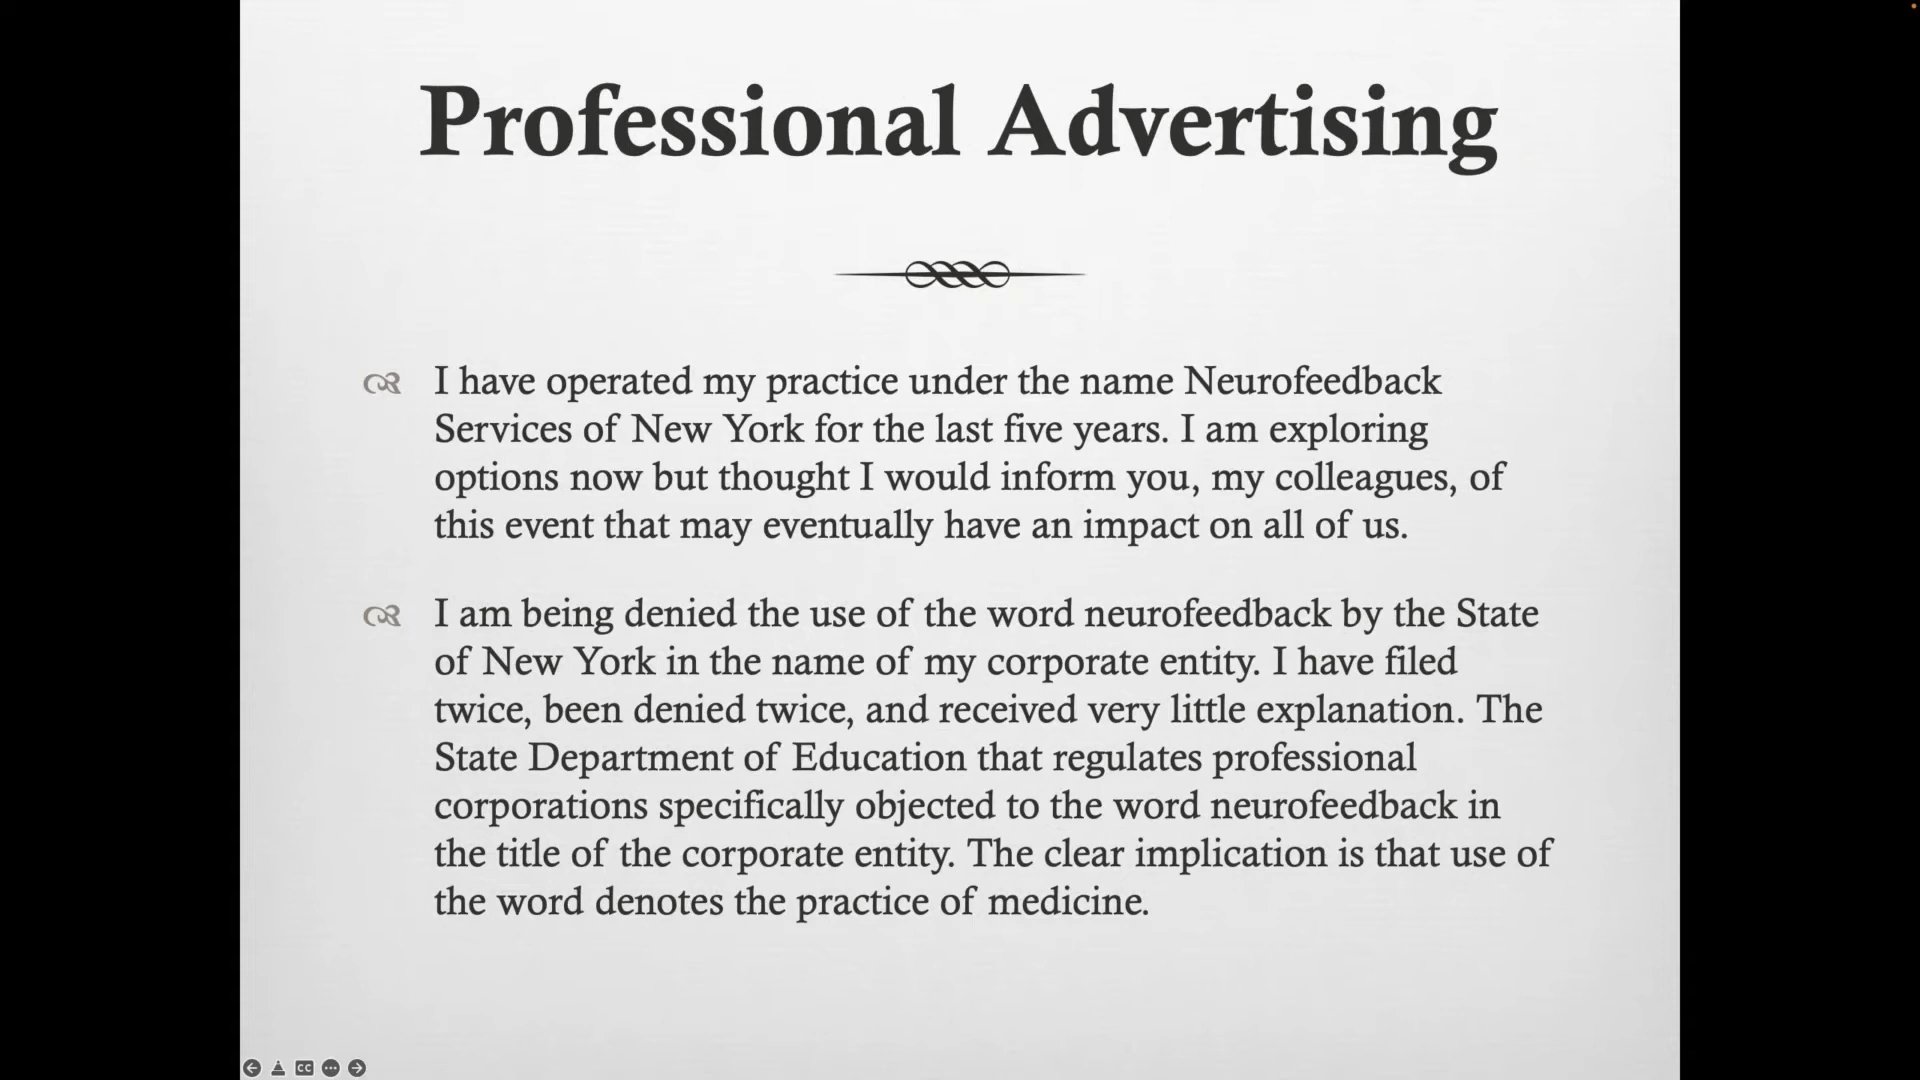 Professional Advertising
I have operated my practice under the name Neurofeedback
Services of New York for the last five years. I am exploring
options now but thought I would inform you, my colleagues, of
this event that may eventually have an impact on all of us.
I am being denied the use of the word neurofeedback by the State
of New York in the name of my corporate entity. I have filed
twice, been denied twice, and received very little explanation. The
State Department of Education that regulates professional
corporations specifically objected to the word neurofeedback in
the title of the corporate entity. The clear implication is that use of
the word denotes the practice of medicine.
CC